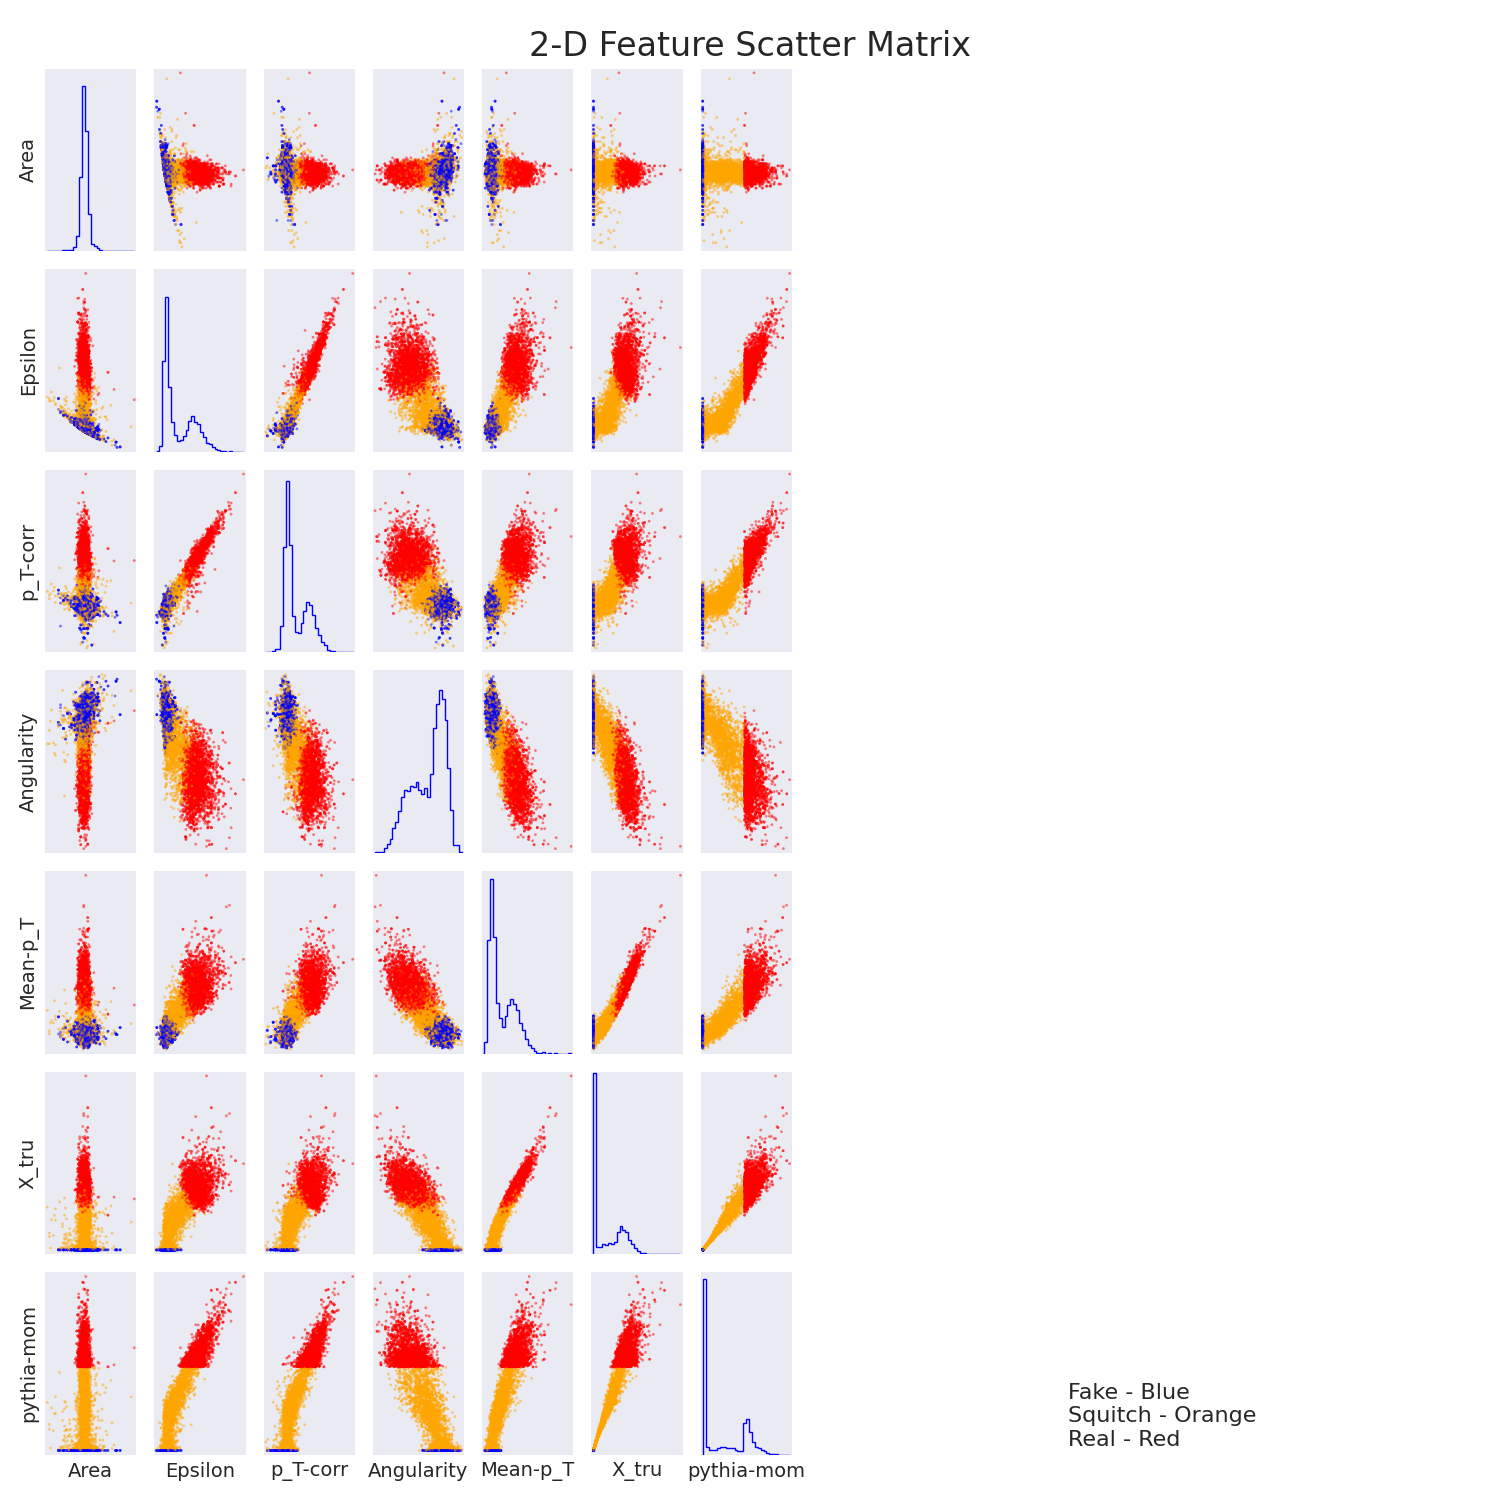 2-D Feature Scatter Matrix
Area
Epsilon
p_T-corr
Angularity
Mean-p_T
X_tru
pythia-mom
Area
Epsilon
p_T-corr
Angularity
Mean-p_T
X_tru
pythia-mom
Fake - Blue
Squitch - Orange
Real - Red